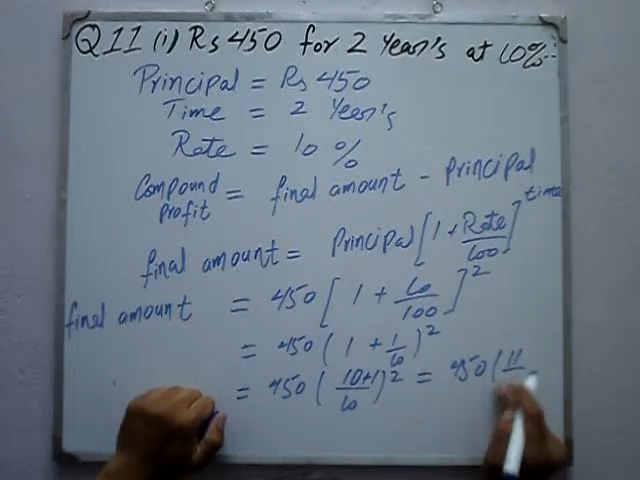 Q11 (i) Rs 450 for 2 Year's at 10%:-
Principal = Rs 450
Time = 2 Year's
Rate = 10 %
Compound profit = final amount - Principal
final amount = Principal [1 + Rate/100]^time
final amount = 450 [1 + 10/100]^2
= 450 (1 + 1/10)^2
= 450 (10+1/10)^2 = 450 (11